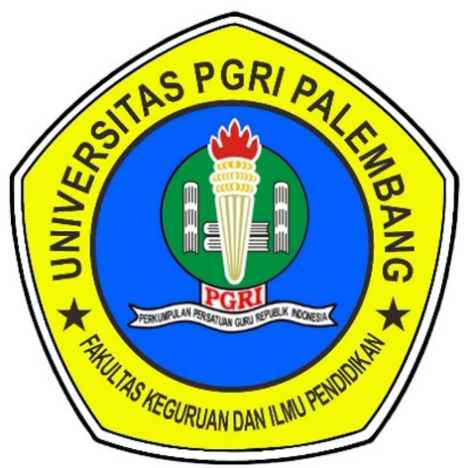 UNIVERSITAS PGRI PALEMBANG
PGRI
PERKUMPULAN PERSATUAN GURU REPUBLIK INDONESIA
FAKULTAS KEGURUAN DAN ILMU PENDIDIKAN